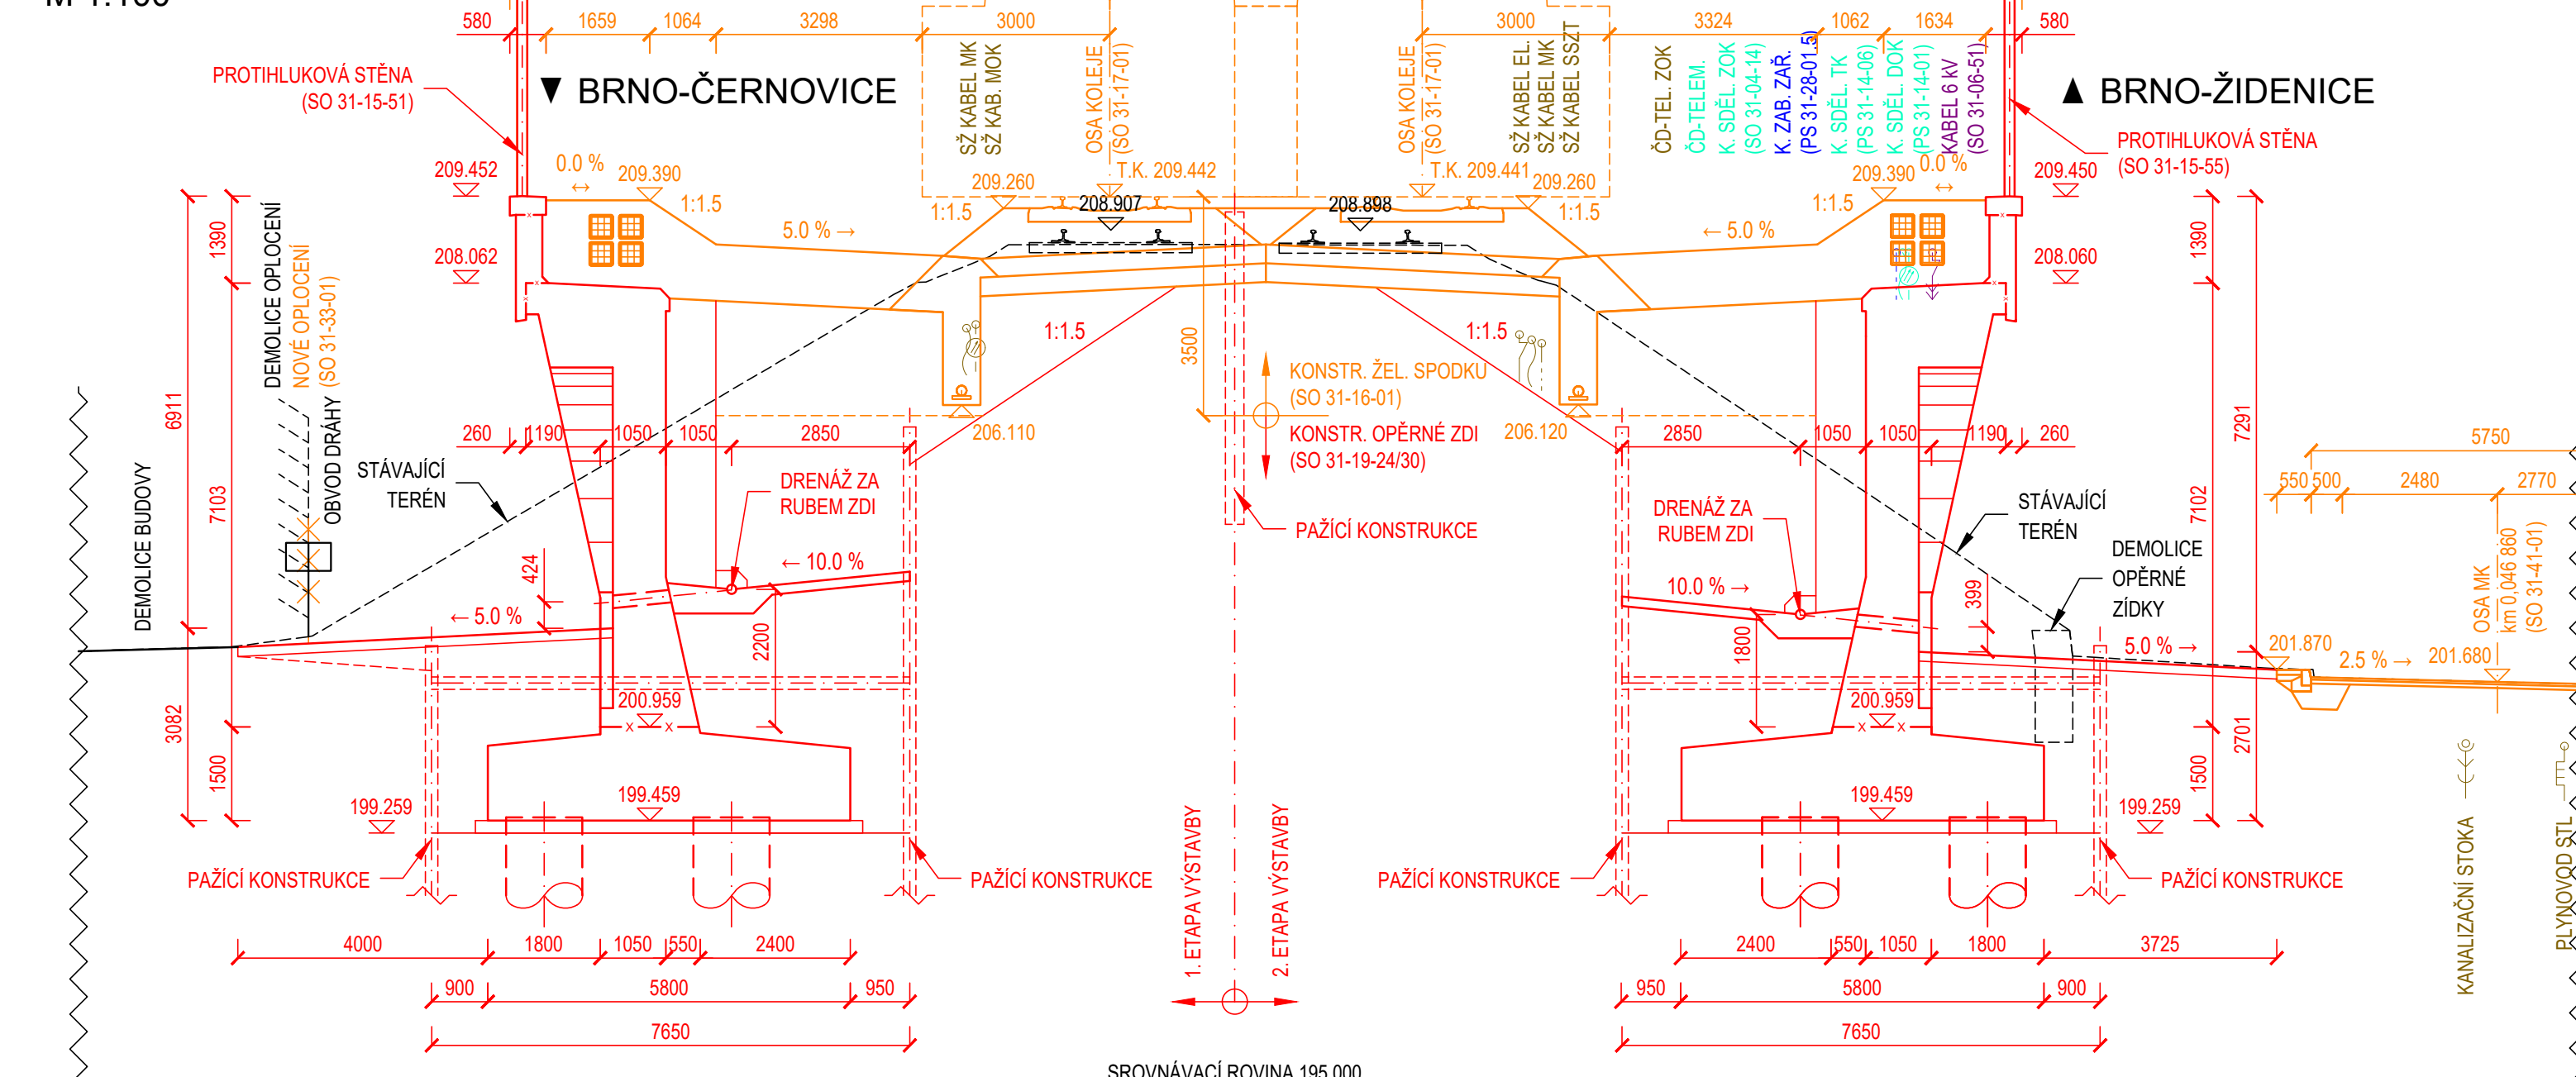 580
1659
1064
3298
3000
3000
3324
1062
1634
580
PROTIHLUKOVÁ STĚNA
(SO 31-15-51)
▼ BRNO-ČERNOVICE
SŽ KABEL MK
SŽ KAB. MOK
OSA KOLEJE
(SO 31-17-01)
OSA KOLEJE
(SO 31-17-01)
SŽ KABEL EL.
SŽ KABEL MK
SŽ KABEL SSZT
ČD-TEL. ZOK
ČD-TELEM.
K. SDĚL. ZOK
(SO 31-04-14)
K. ZAB. ZAŘ.
(PS 31-28-01.5)
K. SDĚL. TK
(PS 31-14-06)
K. SDĚL. DOK
(PS 31-14-01)
KABEL 6 kV
(SO 31-06-51)
▲ BRNO-ŽIDENICE
PROTIHLUKOVÁ STĚNA
(SO 31-15-55)
209.452
0.0 %
↔
209.390
1:1.5
5.0 % →
1:1.5
209.260
T.K. 209.442
208.907
208.898
T.K. 209.441
209.260
1:1.5
← 5.0 %
1:1.5
209.390
0.0 %
↔
209.450
1390
208.062
208.060
1390
DEMOLICE OPLOCENÍ
NOVÉ OPLOCENÍ
(SO 31-33-01)
OBVOD DRÁHY
DEMOLICE BUDOVY
6911
7103
3082
1500
STÁVAJÍCÍ
TERÉN
1:1.5
3500
1:1.5
KONSTR. ŽEL. SPODKU
(SO 31-16-01)
KONSTR. OPĚRNÉ ZDI
(SO 31-19-24/30)
206.110
206.120
260
1190
1050
1050
2850
2850
1050
1050
1190
260
DRENÁŽ ZA
RUBEM ZDI
PAŽÍCÍ KONSTRUKCE
DRENÁŽ ZA
RUBEM ZDI
STÁVAJÍCÍ
TERÉN
DEMOLICE
OPĚRNÉ
ZÍDKY
7291
7102
2701
1500
5750
550
500
2480
2770
OSA MK
km 0,046 860
(SO 31-41-01)
424
← 10.0 %
← 5.0 %
2200
10.0 % →
1800
399
5.0 % →
201.870
2.5 % →
201.680
200.959
x
x
200.959
x
x
199.259
199.459
199.459
199.259
PAŽÍCÍ KONSTRUKCE
PAŽÍCÍ KONSTRUKCE
PAŽÍCÍ KONSTRUKCE
PAŽÍCÍ KONSTRUKCE
1. ETAPA VÝSTAVBY
2. ETAPA VÝSTAVBY
KANALIZAČNÍ STOKA
PLYNOVOD STL
4000
1800
1050
550
2400
2400
550
1050
1800
3725
900
5800
950
950
5800
900
7650
7650
SROVNÁVACÍ ROVINA 195,000